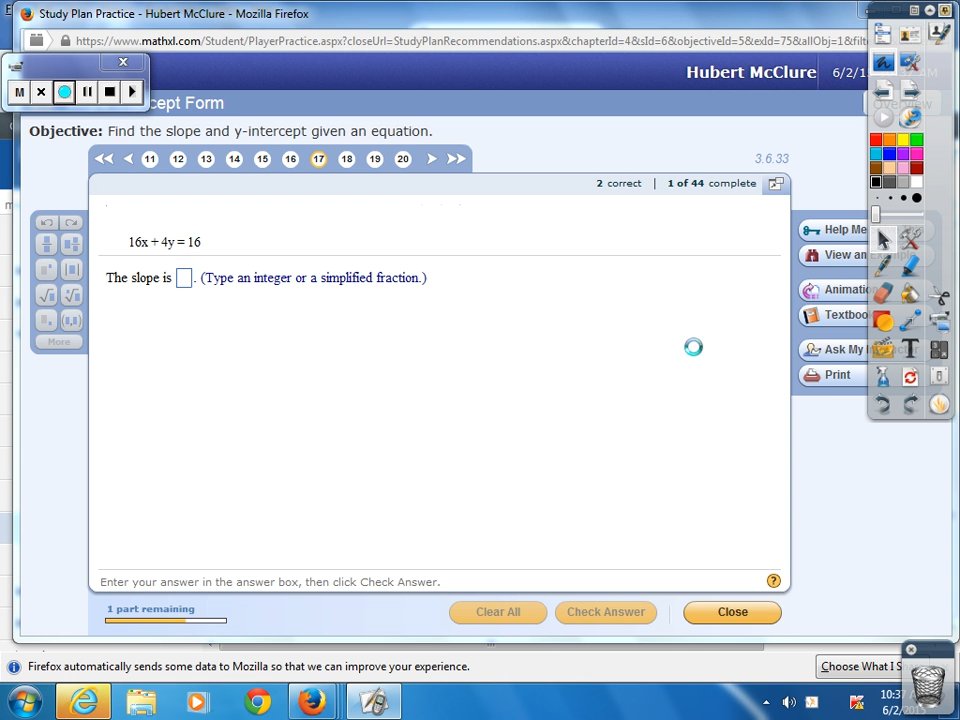 Study Plan Practice - Hubert McClure - Mozilla Firefox
https://www.mathxl.com/Student/PlayerPractice.aspx?closeUrl=StudyPlanRecommendations.aspx&chapterId=4&sId=6&objectiveId=5&exId=75&allObj=1&filt
Hubert McClure
M
cept Form
Overview
Objective: Find the slope and y-intercept given an equation.
11 12 13 14 15 16 17 18 19 20
3.6.33
2 correct | 1 of 44 complete
16x + 4y = 16
The slope is . (Type an integer or a simplified fraction.)
More
Help Me
View an Example
Animation
Textboo
Ask My
Print
T
Enter your answer in the answer box, then click Check Answer.
?
1 part remaining
Clear All
Check Answer
Close
Firefox automatically sends some data to Mozilla so that we can improve your experience.
Choose What I S
10:37
6/2/